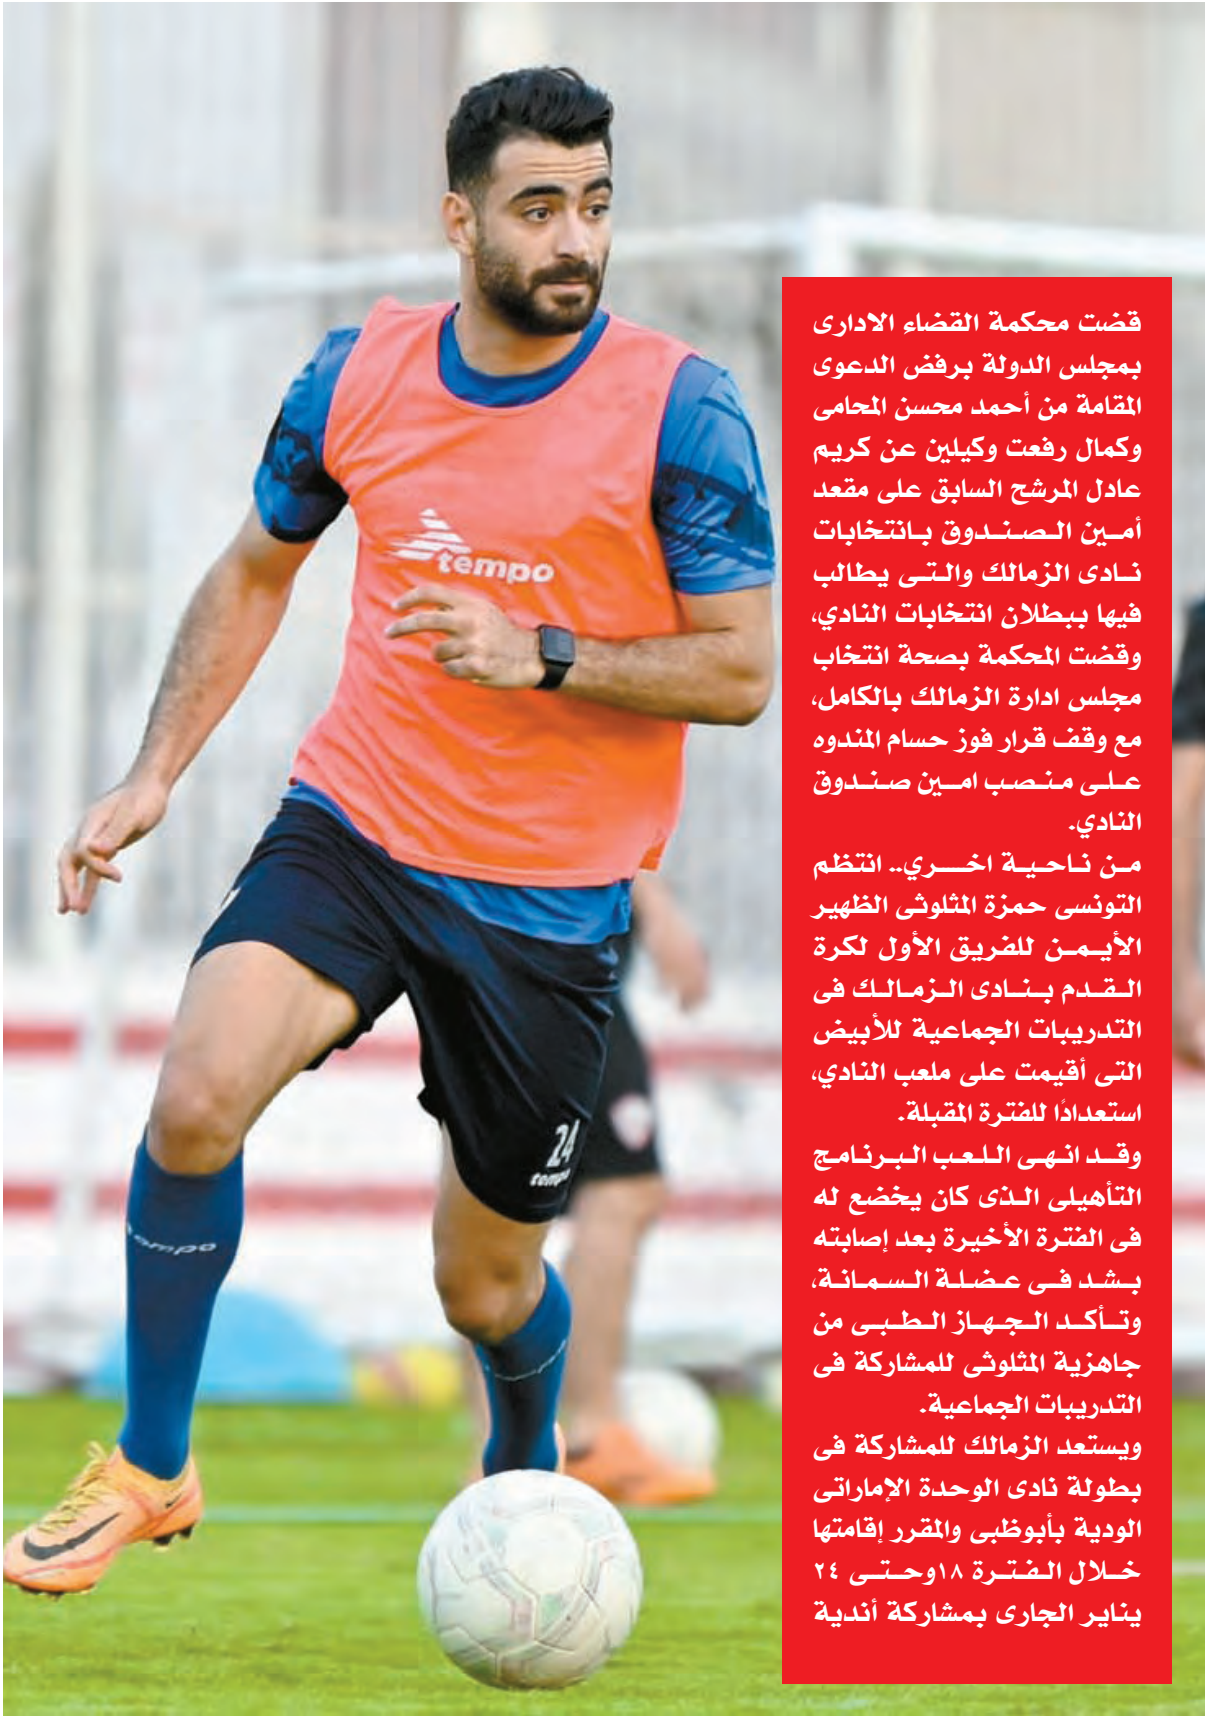 قضت محكمة القضاء الادارى
بمجلس الدولة برفض الدعوى
المقامة من أحمد محسن المحامى
وكمال رفعت وكيلين عن كريم
عادل المرشح السابق على مقعد
أمين الصندوق بانتخابات
نادى الزمالك والتى يطالب
فيها ببطلان انتخابات النادي،
وقضت المحكمة بصحة انتخاب
مجلس ادارة الزمالك بالكامل،
مع وقف قرار فوز حسام المندوه
على منصب امين صندوق
النادي.
من ناحية اخري.. انتظم
التونسى حمزة المثلوثى الظهير
الأيمن للفريق الأول لكرة
القدم بنادى الزمالك فى
التدريبات الجماعية للأبيض
التى أقيمت على ملعب النادي،
استعدادًا للفترة المقبلة.
وقد انهى اللعب البرنامج
التأهيلى الذى كان يخضع له
فى الفترة الأخيرة بعد إصابته
بشد فى عضلة السمانة،
وتأكد الجهاز الطبى من
جاهزية المثلوثى للمشاركة فى
التدريبات الجماعية.
ويستعد الزمالك للمشاركة فى
بطولة نادى الوحدة الإماراتى
الودية بأبوظبى والمقرر إقامتها
خلال الفترة ١٨وحتى ٢٤
يناير الجارى بمشاركة أندية
tempo
24
tempo
tempo